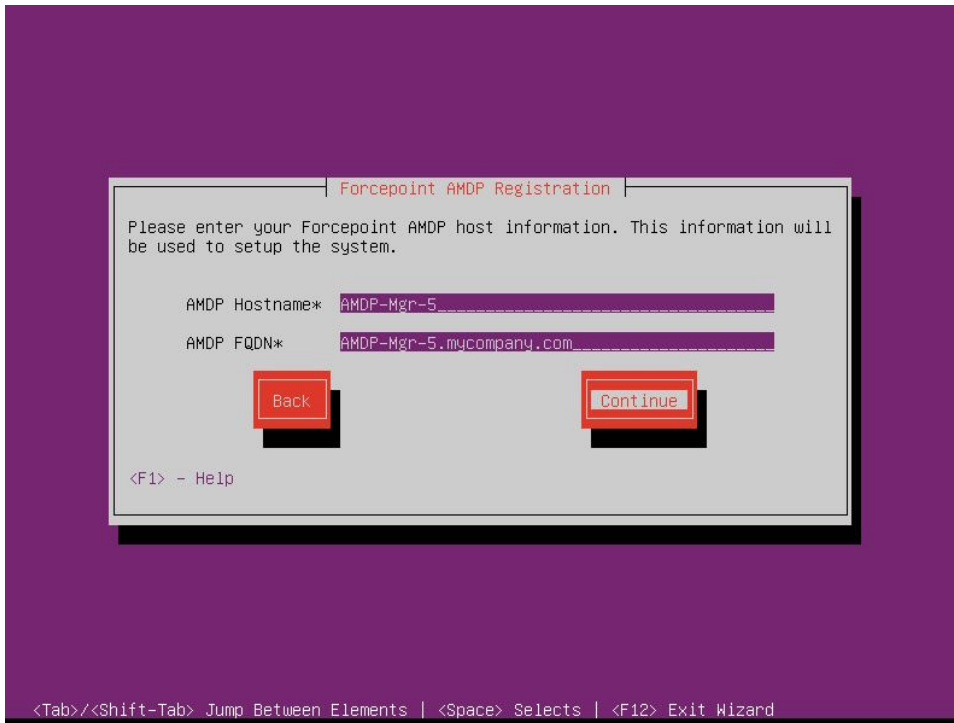 Forcepoint AMDP Registration
Please enter your Forcepoint AMDP host information. This information will
be used to setup the system.
AMDP Hostname* AMDP-Mgr-5
AMDP FQDN* AMDP-Mgr-5.mycompany.com
Back Continue
<F1> - Help
<Tab>/<Shift-Tab> Jump Between Elements | <Space> Selects | <F12> Exit Wizard